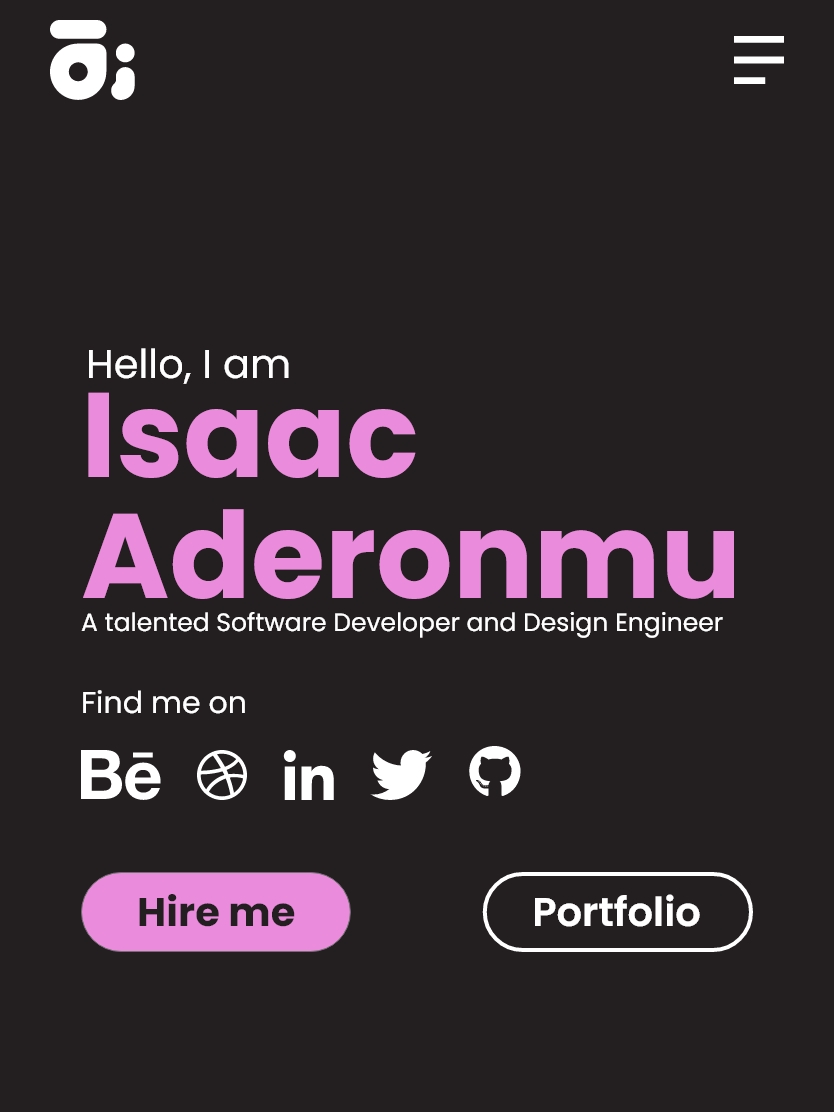 Hello, I am
Isaac
Aderonmu
A talented Software Developer and Design Engineer
Find me on
Bē in
Hire me Portfolio